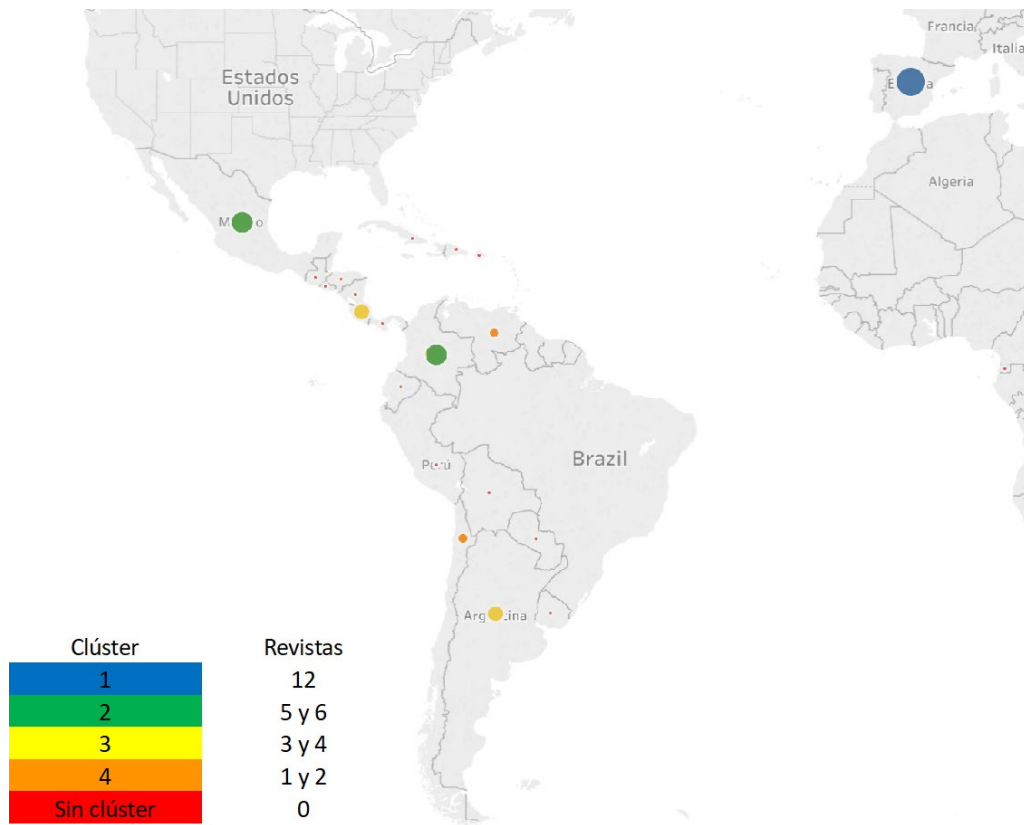 Francia
Italia
Estados
Unidos
Algeria
Perú
Brazil
Clúster Revistas
1 12
2 5 y 6
3 3 y 4
4 1 y 2
Sin clúster 0